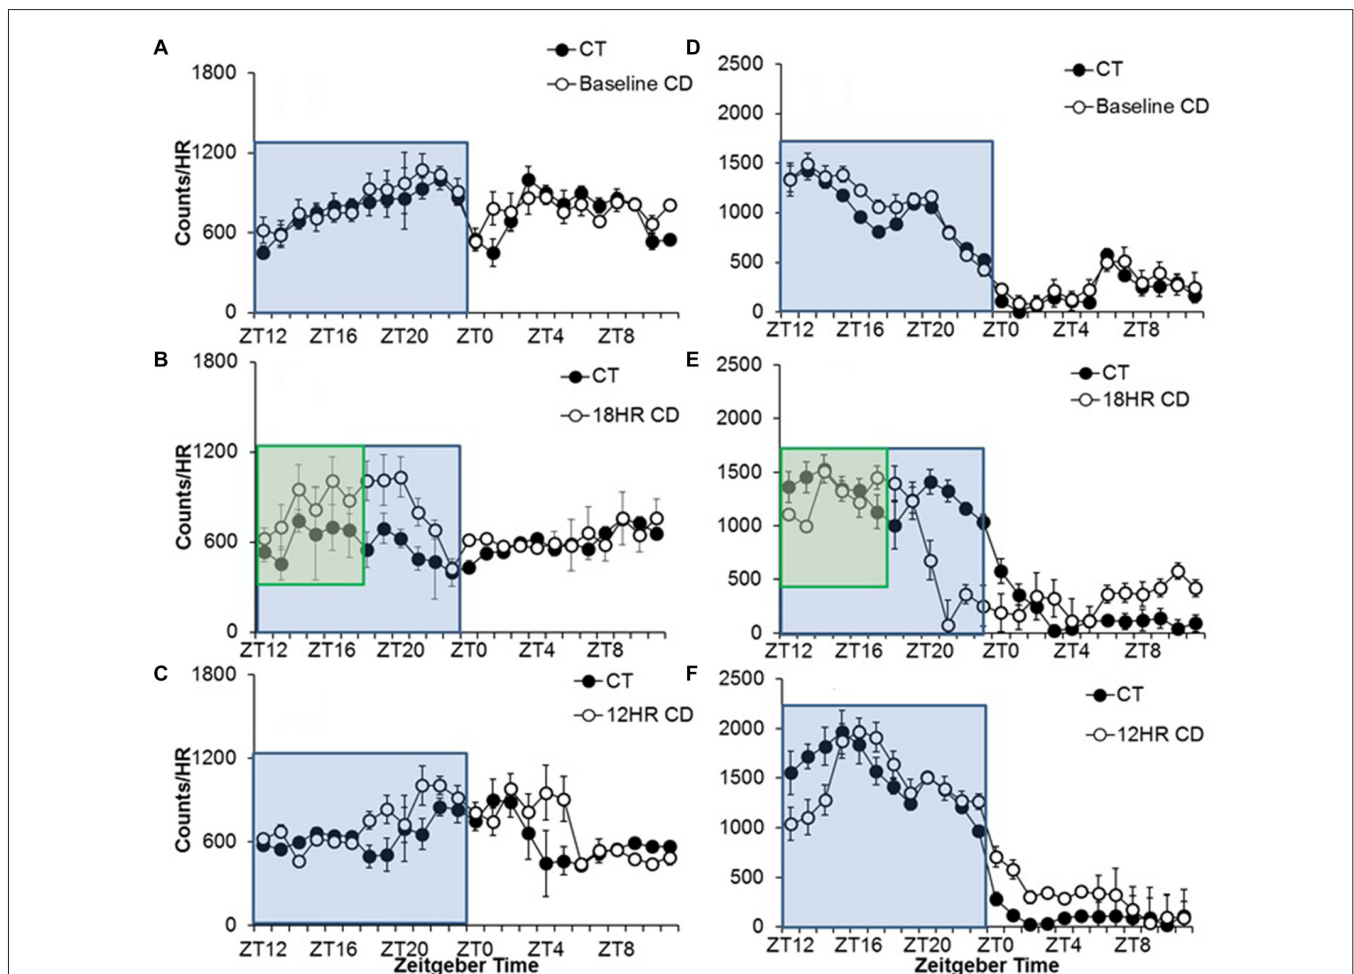 A
CT
Baseline CD
1800
1200
600
0
Counts/HR
ZT12 ZT16 ZT20 ZT0 ZT4 ZT8
D
CT
Baseline CD
2500
2000
1500
1000
500
0
ZT12 ZT16 ZT20 ZT0 ZT4 ZT8
B
CT
18HR CD
1800
1200
600
0
Counts/HR
ZT12 ZT16 ZT20 ZT0 ZT4 ZT8
E
CT
18HR CD
2500
2000
1500
1000
500
0
ZT12 ZT16 ZT20 ZT0 ZT4 ZT8
C
CT
12HR CD
1800
1200
600
0
Counts/HR
ZT12 ZT16 ZT20 ZT0 ZT4 ZT8
Zeitgeber Time
F
CT
12HR CD
2500
2000
1500
1000
500
0
ZT12 ZT16 ZT20 ZT0 ZT4 ZT8
Zeitgeber Time